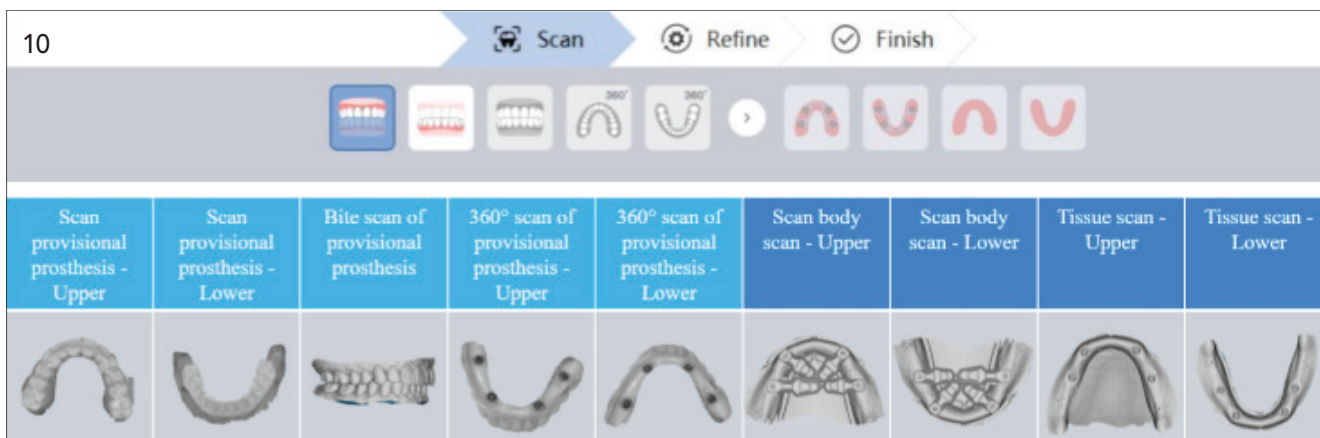 10
Scan
Refine
Finish
360°
360°
Scan
provisional
prosthesis -
Upper
Scan
provisional
prosthesis -
Lower
Bite scan of
provisional
prosthesis
360° scan of
provisional
prosthesis -
Upper
360° scan of
provisional
prosthesis -
Lower
Scan body
scan - Upper
Scan body
scan - Lower
Tissue scan -
Upper
Tissue scan -
Lower